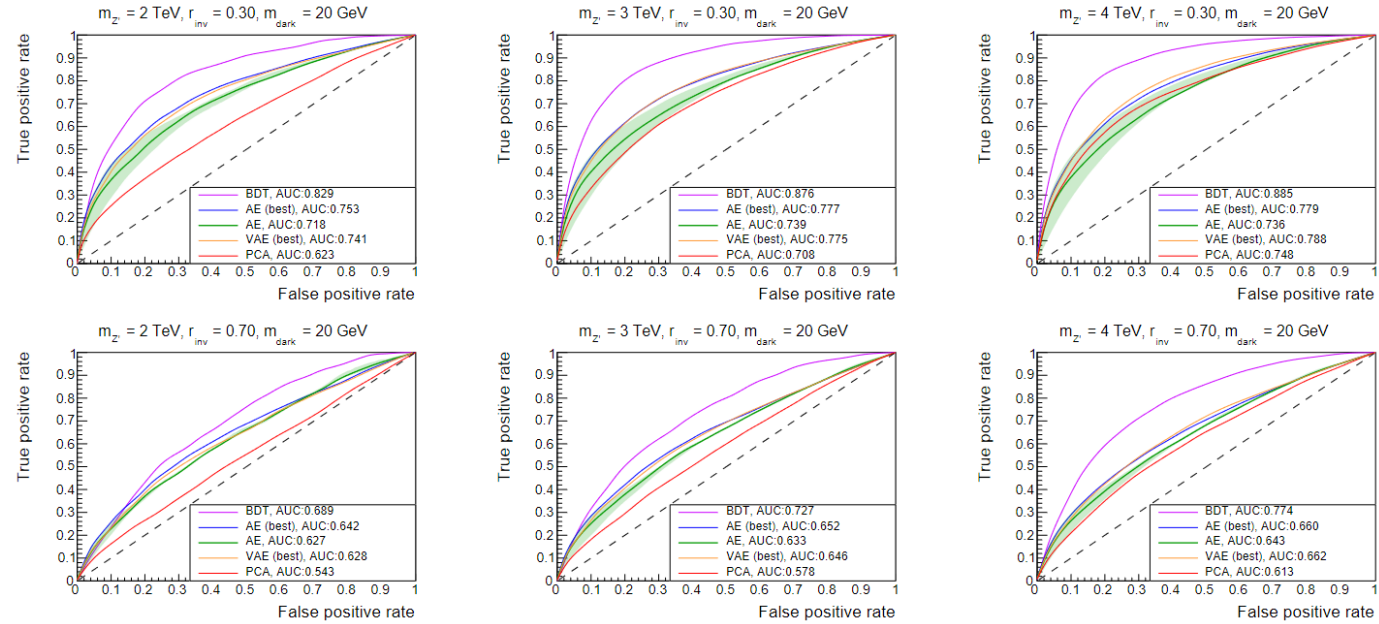 m_Z' = 2 TeV, r_inv = 0.30, m_dark = 20 GeV
True positive rate
1
0.9
0.8
0.7
0.6
0.5
0.4
0.3
0.2
0.1
0
BDT, AUC:0.829
AE (best), AUC:0.753
AE, AUC:0.718
VAE (best), AUC:0.741
PCA, AUC:0.623
0 0.1 0.2 0.3 0.4 0.5 0.6 0.7 0.8 0.9 1
False positive rate
m_Z' = 3 TeV, r_inv = 0.30, m_dark = 20 GeV
True positive rate
1
0.9
0.8
0.7
0.6
0.5
0.4
0.3
0.2
0.1
0
BDT, AUC:0.876
AE (best), AUC:0.777
AE, AUC:0.739
VAE (best), AUC:0.775
PCA, AUC:0.708
0 0.1 0.2 0.3 0.4 0.5 0.6 0.7 0.8 0.9 1
False positive rate
m_Z' = 4 TeV, r_inv = 0.30, m_dark = 20 GeV
True positive rate
1
0.9
0.8
0.7
0.6
0.5
0.4
0.3
0.2
0.1
0
BDT, AUC:0.885
AE (best), AUC:0.779
AE, AUC:0.736
VAE (best), AUC:0.788
PCA, AUC:0.748
0 0.1 0.2 0.3 0.4 0.5 0.6 0.7 0.8 0.9 1
False positive rate
m_Z' = 2 TeV, r_inv = 0.70, m_dark = 20 GeV
True positive rate
1
0.9
0.8
0.7
0.6
0.5
0.4
0.3
0.2
0.1
0
BDT, AUC:0.689
AE (best), AUC:0.642
AE, AUC:0.627
VAE (best), AUC:0.628
PCA, AUC:0.543
0 0.1 0.2 0.3 0.4 0.5 0.6 0.7 0.8 0.9 1
False positive rate
m_Z' = 3 TeV, r_inv = 0.70, m_dark = 20 GeV
True positive rate
1
0.9
0.8
0.7
0.6
0.5
0.4
0.3
0.2
0.1
0
BDT, AUC:0.727
AE (best), AUC:0.652
AE, AUC:0.633
VAE (best), AUC:0.646
PCA, AUC:0.578
0 0.1 0.2 0.3 0.4 0.5 0.6 0.7 0.8 0.9 1
False positive rate
m_Z' = 4 TeV, r_inv = 0.70, m_dark = 20 GeV
True positive rate
1
0.9
0.8
0.7
0.6
0.5
0.4
0.3
0.2
0.1
0
BDT, AUC:0.774
AE (best), AUC:0.660
AE, AUC:0.643
VAE (best), AUC:0.662
PCA, AUC:0.613
0 0.1 0.2 0.3 0.4 0.5 0.6 0.7 0.8 0.9 1
False positive rate